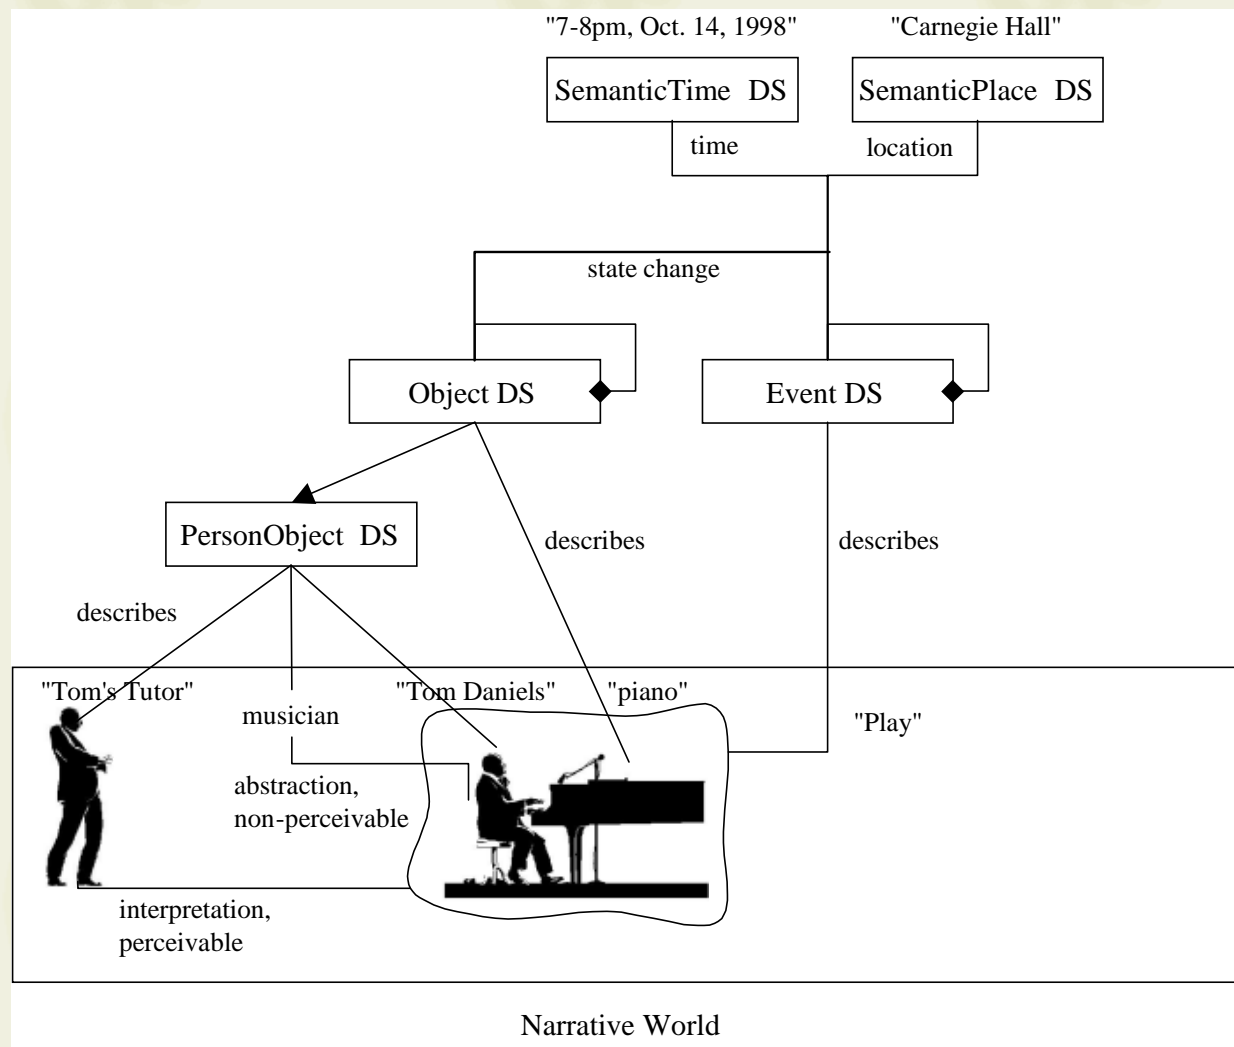 "7-8pm, Oct. 14, 1998"
"Carnegie Hall"
SemanticTime DS
SemanticPlace DS
time
location
state change
Object DS
Event DS
PersonObject DS
describes
describes
describes
"Tom's Tutor"
"Tom Daniels"
"piano"
musician
"Play"
abstraction,
non-perceivable
interpretation,
perceivable
Narrative World